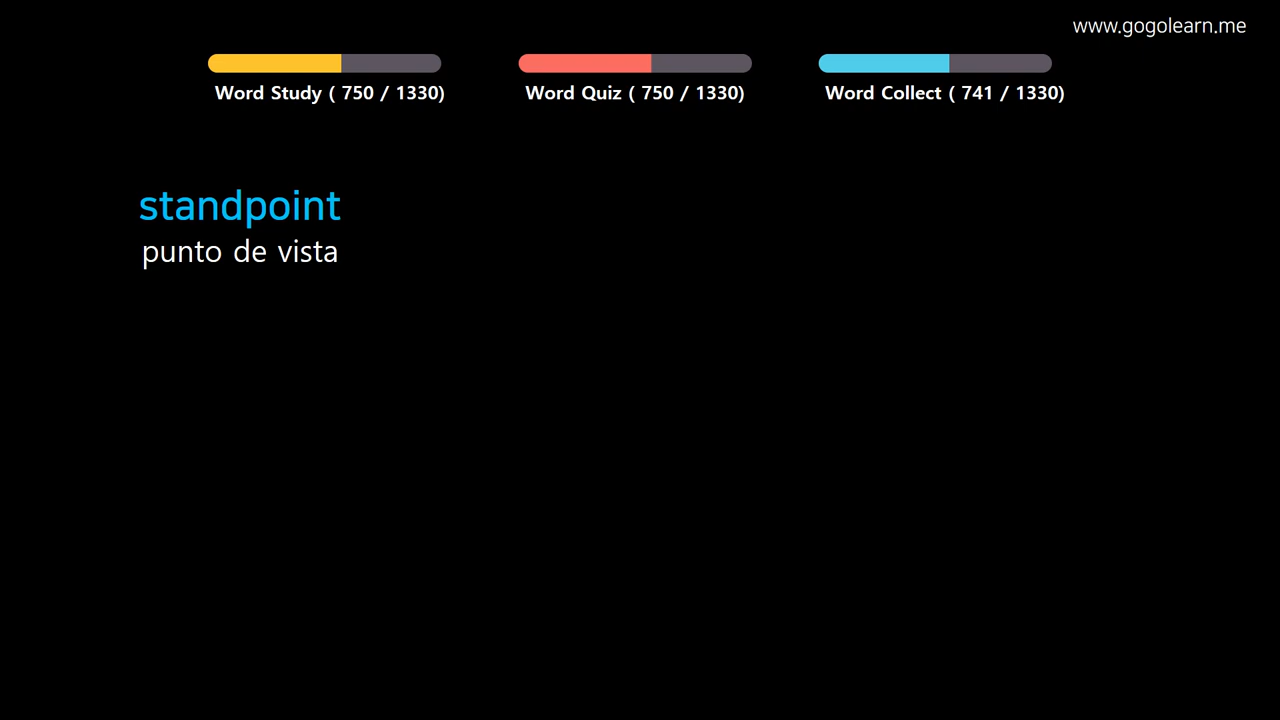 www.gogolearn.me
Word Study ( 750 / 1330)
Word Quiz ( 750 / 1330)
Word Collect ( 741 / 1330)
standpoint
punto de vista